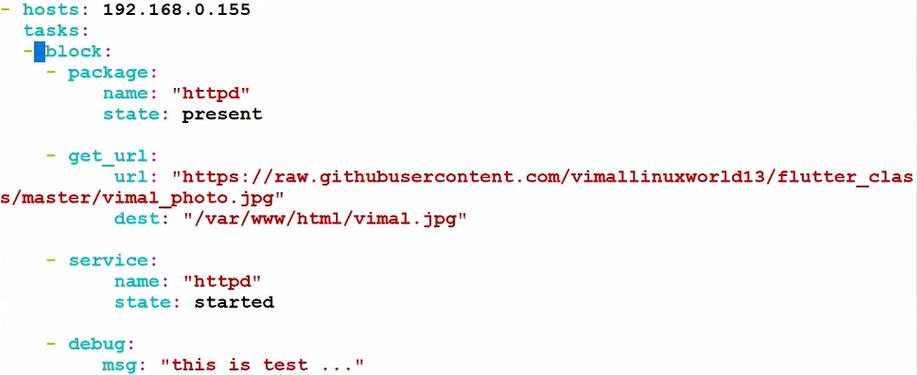 - hosts: 192.168.0.155
  tasks:
  - block:
    - package:
         name: "httpd"
         state: present

    - get_url:
          url: "https://raw.githubusercontent.com/vimallinuxworld13/flutter_clas
s/master/vimal_photo.jpg"
          dest: "/var/www/html/vimal.jpg"

    - service:
          name: "httpd"
          state: started

    - debug:
         msg: "this is test ..."